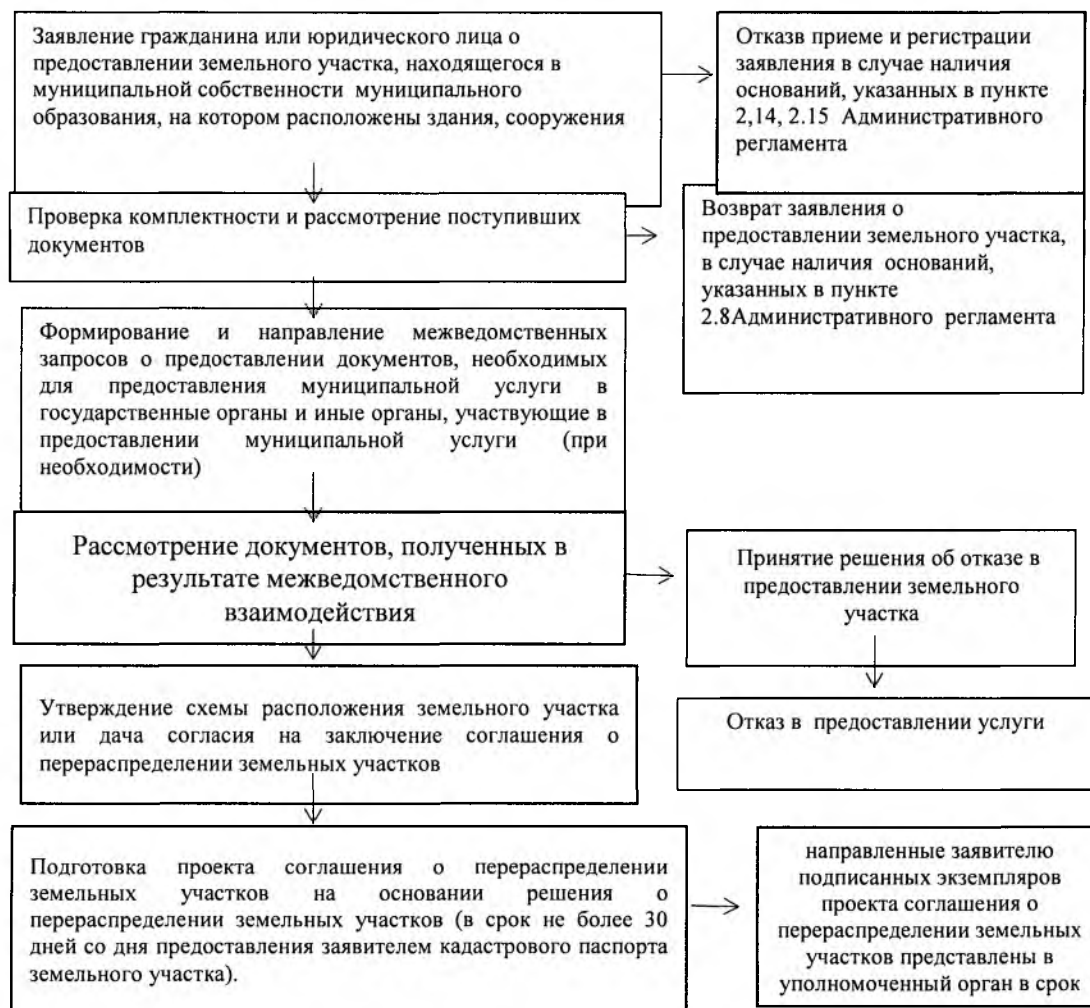 Заявление гражданина или юридического лица о
предоставлении земельного участка, находящегося в
муниципальной собственности муниципального
образования, на котором расположены здания, сооружения
Отказв приеме и регистрации
заявления в случае наличия
оснований, указанных в пункте
2,14, 2.15 Административного
регламента
Проверка комплектности и рассмотрение поступивших
документов
Возврат заявления о
предоставлении земельного участка,
в случае наличия оснований,
указанных в пункте
2.8Административного регламента
Формирование и направление межведомственных
запросов о предоставлении документов, необходимых
для предоставления муниципальной услуги в
государственные органы и иные органы, участвующие в
предоставлении муниципальной услуги (при
необходимости)
Рассмотрение документов, полученных в
результате межведомственного
взаимодействия
Принятие решения об отказе в
предоставлении земельного
участка
Утверждение схемы расположения земельного участка
или дача согласия на заключение соглашения о
перераспределении земельных участков
Отказ в предоставлении услуги
Подготовка проекта соглашения о перераспределении
земельных участков на основании решения о
перераспределении земельных участков (в срок не более 30
дней со дня предоставления заявителем кадастрового паспорта
земельного участка).
направленные заявителю
подписанных экземпляров
проекта соглашения о
перераспределении земельных
участков представлены в
уполномоченный орган в срок